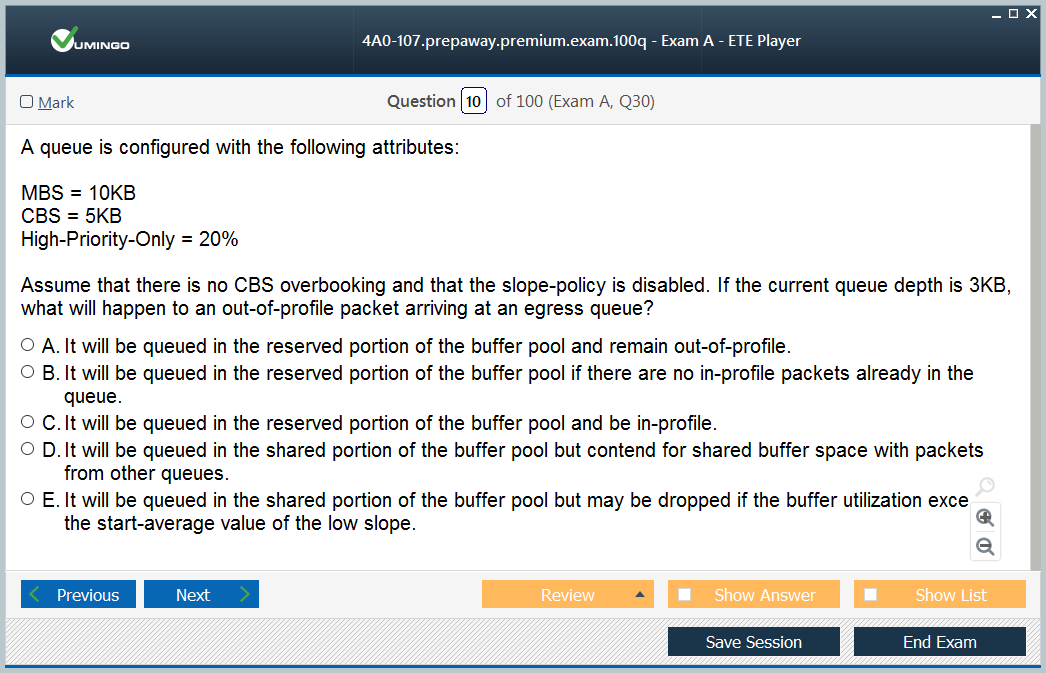 VUMINGO
4A0-107.prepaway.premium.exam.100q - Exam A - ETE Player
Mark
Question 10 of 100 (Exam A, Q30)
A queue is configured with the following attributes:
MBS = 10KB
CBS = 5KB
High-Priority-Only = 20%
Assume that there is no CBS overbooking and that the slope-policy is disabled. If the current queue depth is 3KB,
what will happen to an out-of-profile packet arriving at an egress queue?
A. It will be queued in the reserved portion of the buffer pool and remain out-of-profile.
B. It will be queued in the reserved portion of the buffer pool if there are no in-profile packets already in the
queue.
C. It will be queued in the reserved portion of the buffer pool and be in-profile.
D. It will be queued in the shared portion of the buffer pool but contend for shared buffer space with packets
from other queues.
E. It will be queued in the shared portion of the buffer pool but may be dropped if the buffer utilization exce
the start-average value of the low slope.
Previous
Next
Review
Show Answer
Show List
Save Session
End Exam